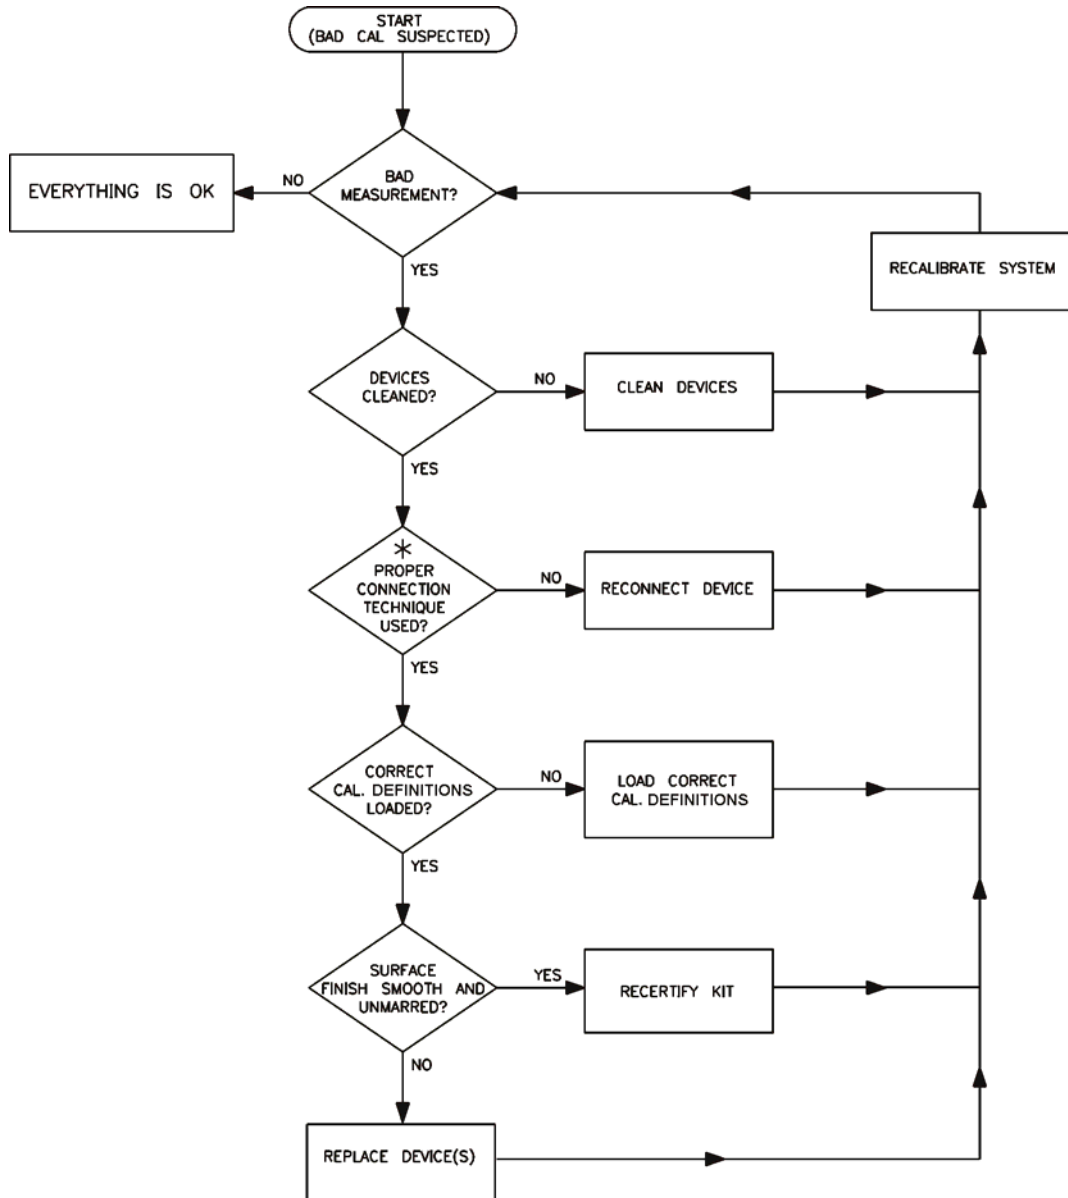 START
(BAD CAL SUSPECTED)
BAD
MEASUREMENT?
NO
EVERYTHING IS OK
YES
RECALIBRATE SYSTEM
DEVICES
CLEANED?
NO
CLEAN DEVICES
YES
*
PROPER
CONNECTION
TECHNIQUE
USED?
NO
RECONNECT DEVICE
YES
CORRECT
CAL. DEFINITIONS
LOADED?
NO
LOAD CORRECT
CAL. DEFINITIONS
YES
SURFACE
FINISH SMOOTH AND
UNMARRED?
YES
RECERTIFY KIT
NO
REPLACE DEVICE(S)